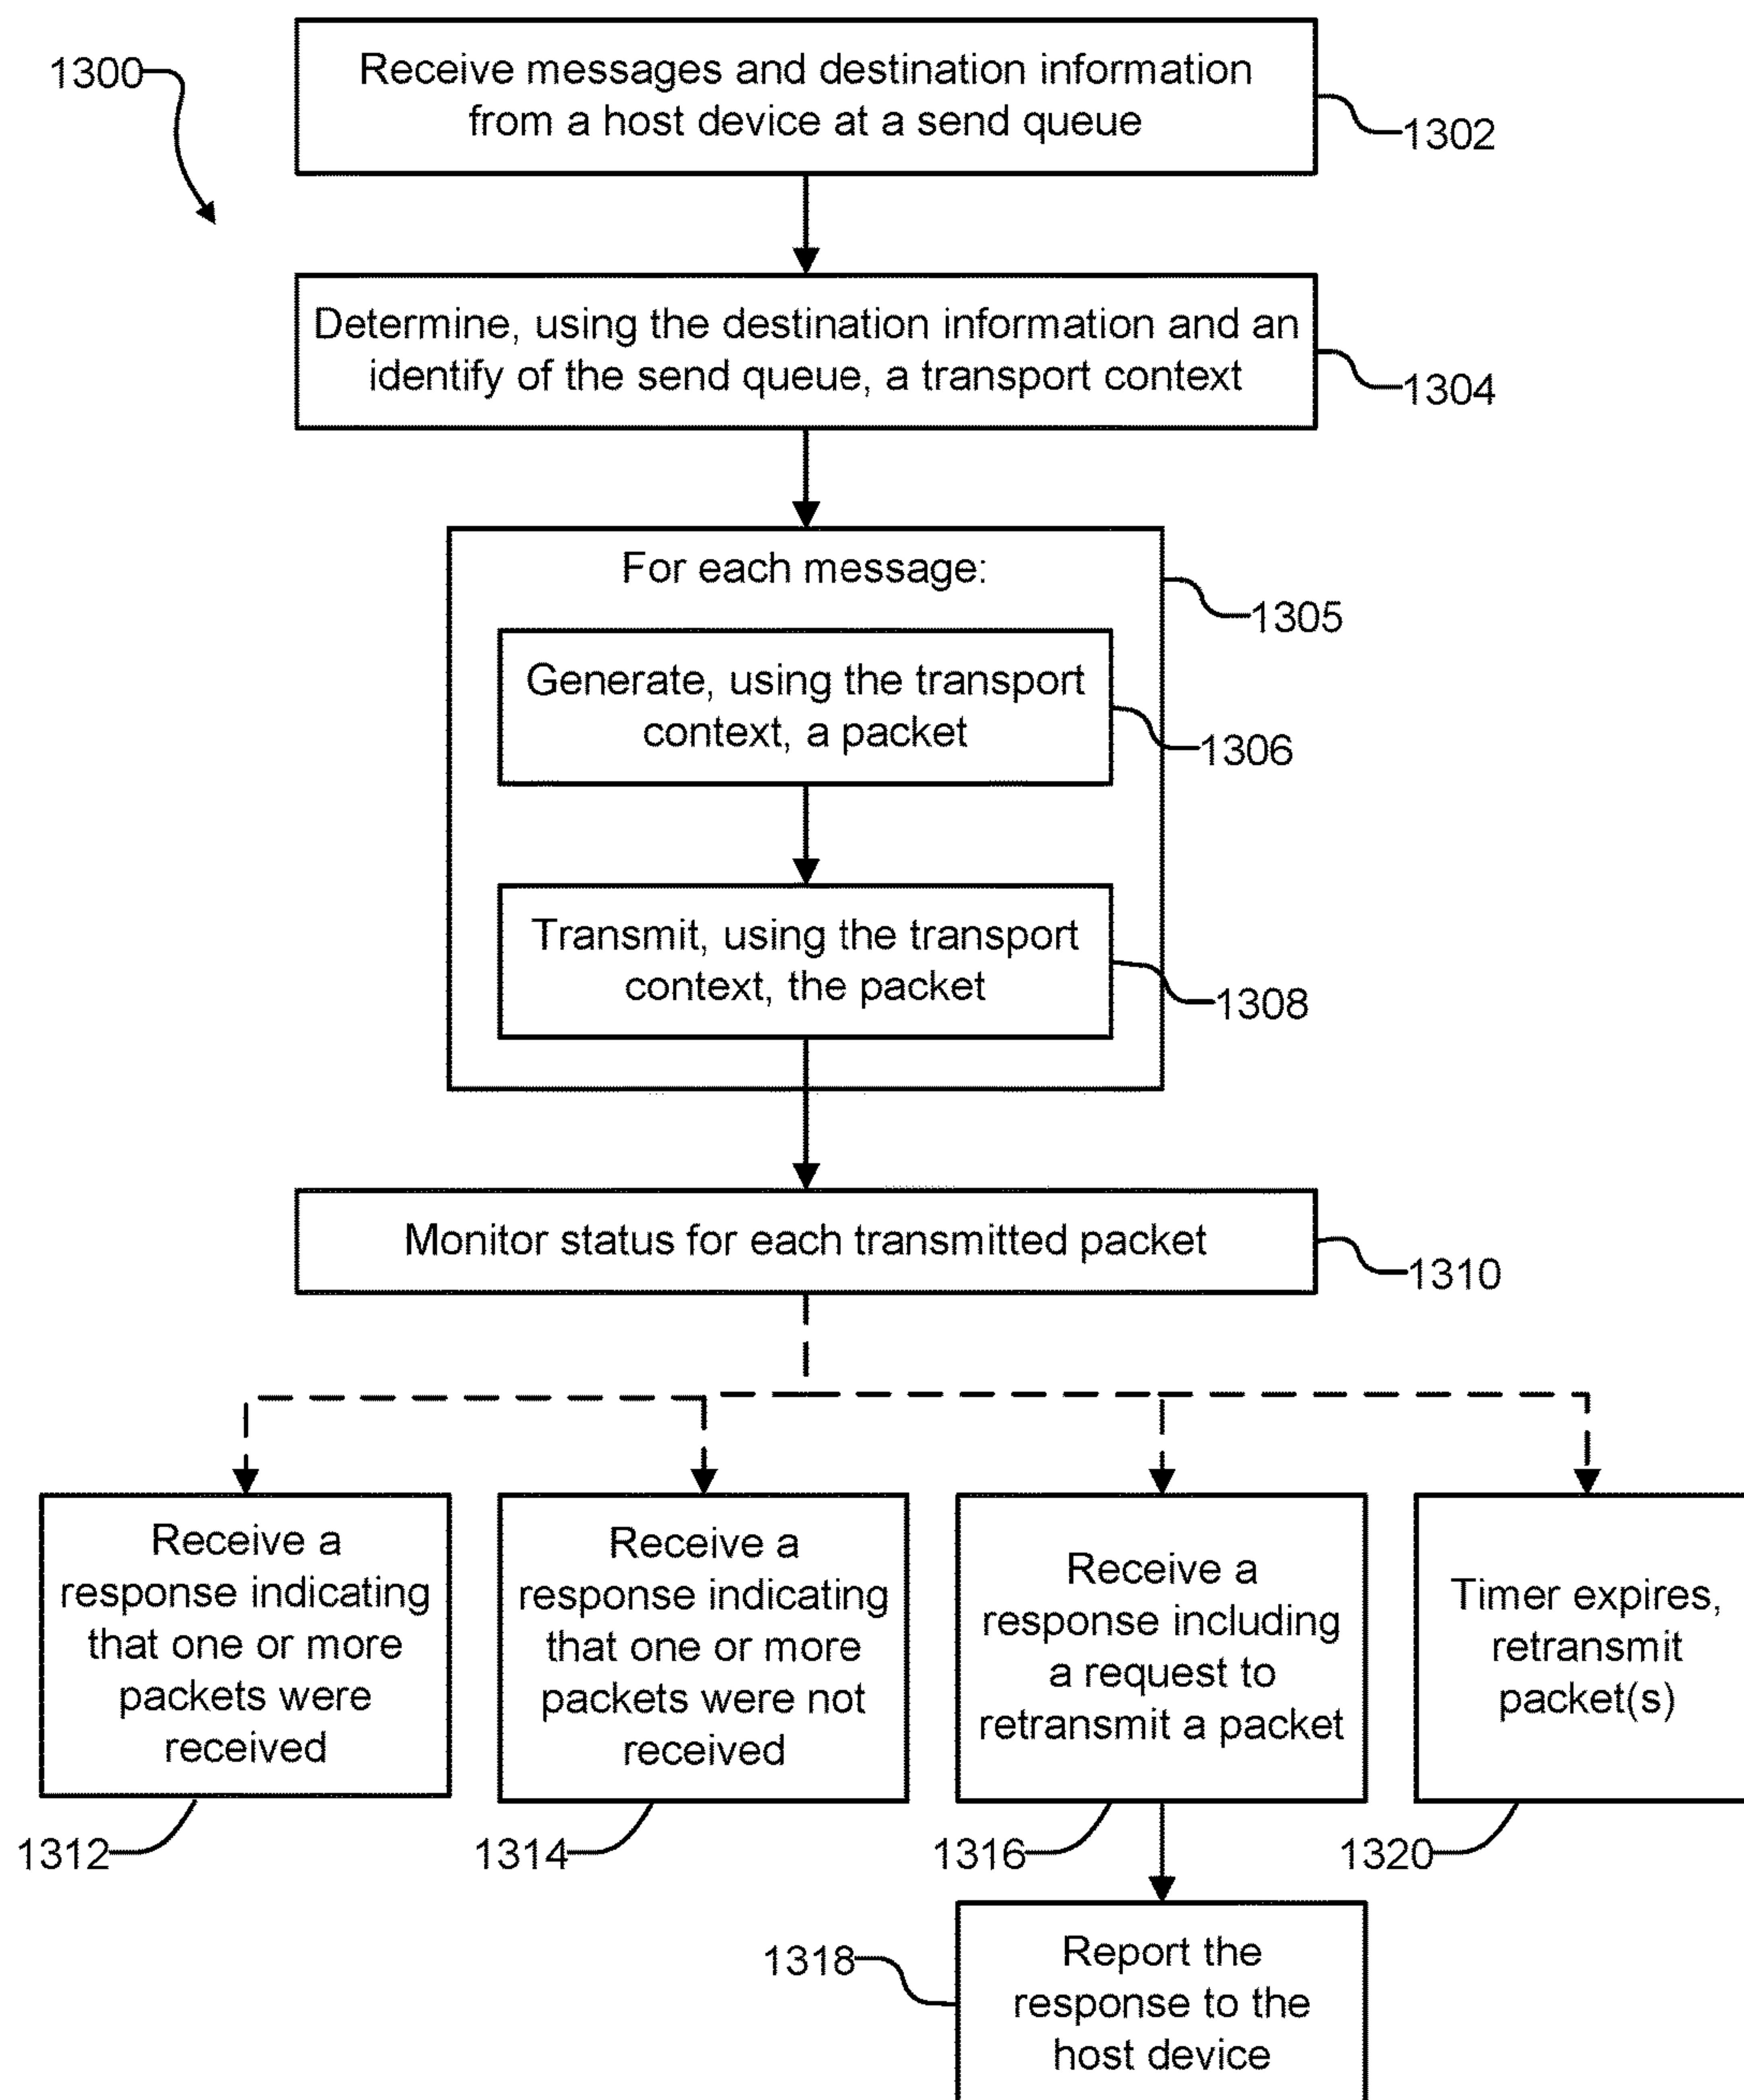 1300
Receive messages and destination information
from a host device at a send queue
1302
Determine, using the destination information and an
identify of the send queue, a transport context
1304
For each message:
1305
Generate, using the transport
context, a packet
1306
Transmit, using the transport
context, the packet
1308
Monitor status for each transmitted packet
1310
Receive a
response indicating
that one or more
packets were
received
1312
Receive a
response indicating
that one or more
packets were not
received
1314
Receive a
response including
a request to
retransmit a packet
1316
Timer expires,
retransmit
packet(s)
1320
1318
Report the
response to the
host device